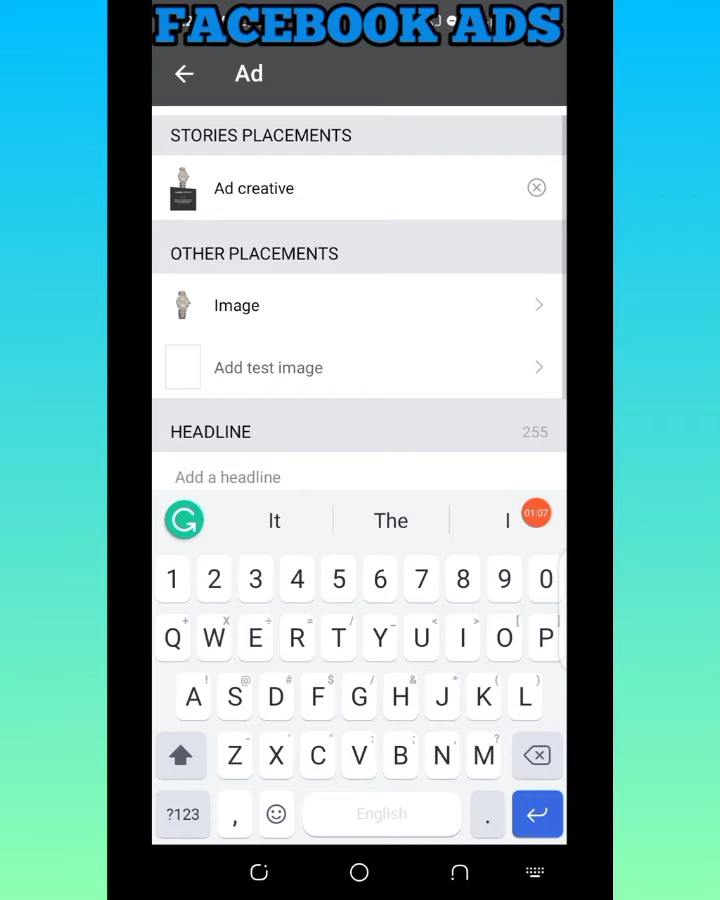 FACEBOOK ADS
Ad
STORIES PLACEMENTS
Ad creative
OTHER PLACEMENTS
Image
Add test image
HEADLINE 255
Add a headline
It The I 01:07
1 2 3 4 5 6 7 8 9 0
+ X ÷ = / _ < > [ ]
Q W E R T Y U I O P
! @ # $ / & * ( )
A S D F G H J K L
- ' " : ; , ?
Z X C V B N M
?123 , English .